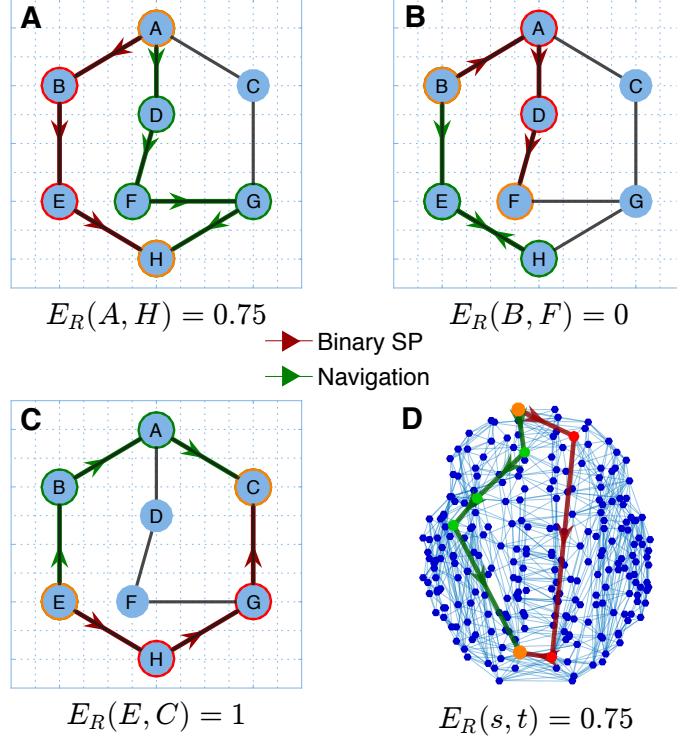 A
B
A
A
B
C
B
C
D
D
E
F
G
E
F
G
H
H
E_R(A, H) = 0.75
E_R(B, F) = 0
Binary SP
Navigation
C
D
A
B
C
D
E
F
G
H
E_R(E, C) = 1
E_R(s, t) = 0.75